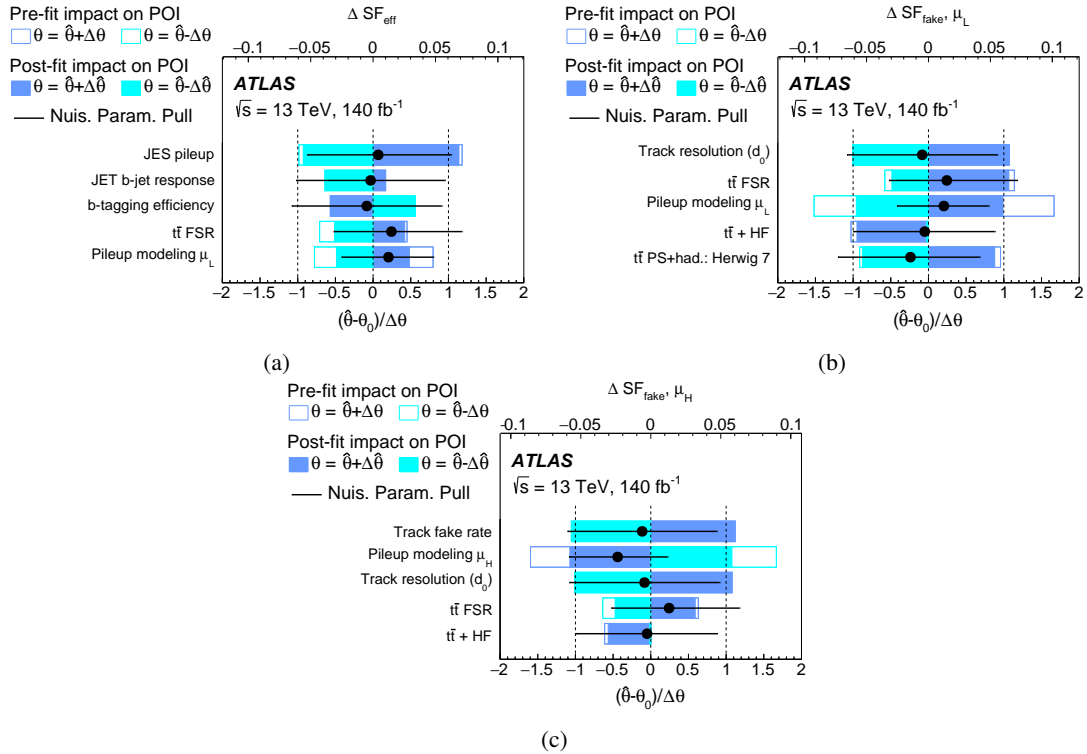 Pre-fit impact on POI
θ = θ̂+Δθ θ = θ̂-Δθ
Post-fit impact on POI
θ = θ̂+Δθ̂ θ = θ̂-Δθ̂
Nuis. Param. Pull
Δ SF_eff
−0.1 −0.05 0 0.05 0.1
ATLAS
√s = 13 TeV, 140 fb⁻¹
JES pileup
JET b-jet response
b-tagging efficiency
tt̄ FSR
Pileup modeling μ_L
−2 −1.5 −1 −0.5 0 0.5 1 1.5 2
(θ̂-θ₀)/Δθ
(a)
Pre-fit impact on POI
θ = θ̂+Δθ θ = θ̂-Δθ
Post-fit impact on POI
θ = θ̂+Δθ̂ θ = θ̂-Δθ̂
Nuis. Param. Pull
Δ SF_fake, μ_L
−0.1 −0.05 0 0.05 0.1
ATLAS
√s = 13 TeV, 140 fb⁻¹
Track resolution (d₀)
tt̄ FSR
Pileup modeling μ_L
tt̄ + HF
tt̄ PS+had.: Herwig 7
−2 −1.5 −1 −0.5 0 0.5 1 1.5 2
(θ̂-θ₀)/Δθ
(b)
Pre-fit impact on POI
θ = θ̂+Δθ θ = θ̂-Δθ
Post-fit impact on POI
θ = θ̂+Δθ̂ θ = θ̂-Δθ̂
Nuis. Param. Pull
Δ SF_fake, μ_H
−0.1 −0.05 0 0.05 0.1
ATLAS
√s = 13 TeV, 140 fb⁻¹
Track fake rate
Pileup modeling μ_H
Track resolution (d₀)
tt̄ FSR
tt̄ + HF
−2 −1.5 −1 −0.5 0 0.5 1 1.5 2
(θ̂-θ₀)/Δθ
(c)